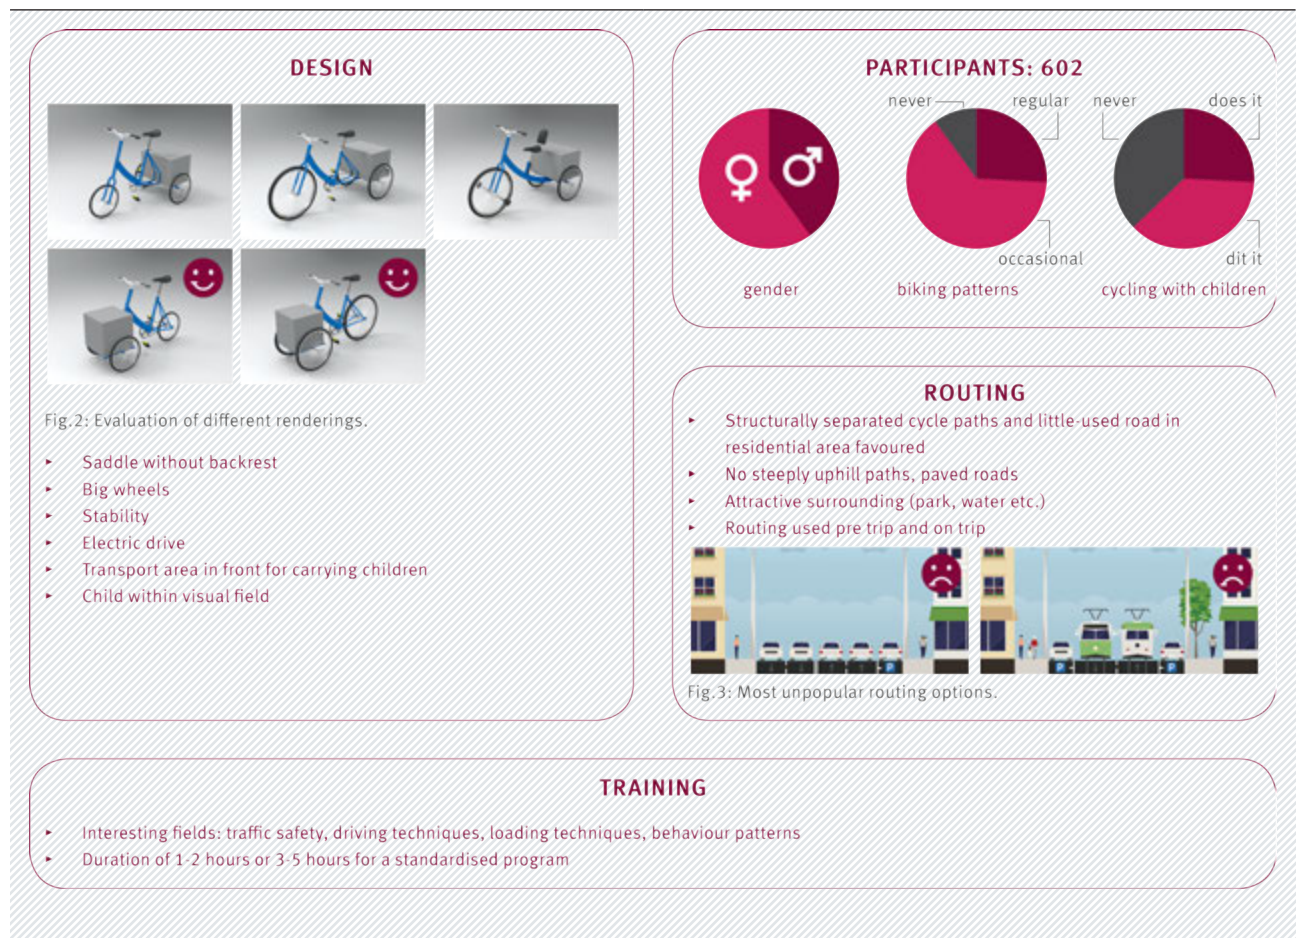 DESIGN
Fig.2: Evaluation of different renderings.
► Saddle without backrest
► Big wheels
► Stability
► Electric drive
► Transport area in front for carrying children
► Child within visual field
PARTICIPANTS: 602
never regular never does it
occasional dit it
gender biking patterns cycling with children
ROUTING
► Structurally separated cycle paths and little-used road in
residential area favoured
► No steeply uphill paths, paved roads
► Attractive surrounding (park, water etc.)
► Routing used pre trip and on trip
P P P
Fig.3: Most unpopular routing options.
TRAINING
► Interesting fields: traffic safety, driving techniques, loading techniques, behaviour patterns
► Duration of 1-2 hours or 3-5 hours for a standardised program